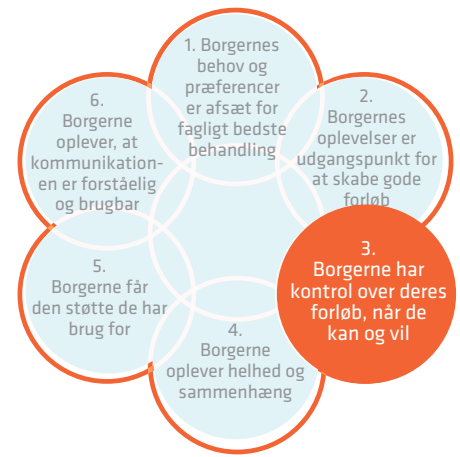 1. Borgernes
behov og
præferencer
er afsæt for
fagligt bedste
behandling
2.
Borgernes
oplevelser er
udgangspunkt for
at skabe gode
forløb
3.
Borgerne har
kontrol over deres
forløb, når de
kan og vil
4.
Borgerne
oplever helhed og
sammenhæng
5.
Borgerne får
den støtte de har
brug for
6.
Borgerne
oplever, at
kommunikation-
en er forståelig
og brugbar